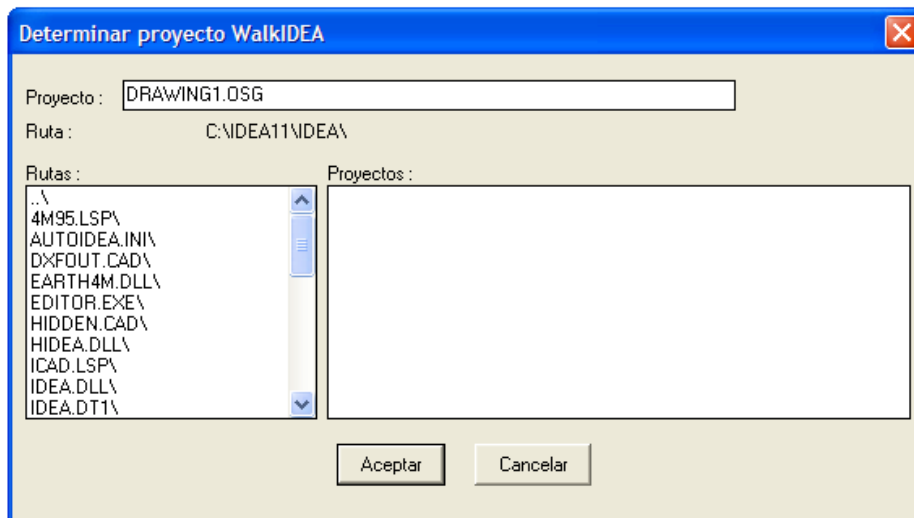 Determinar proyecto WalkIDEA
Proyecto : DRAWING1.OSG
Ruta : C:\IDEA11\IDEA\
Rutas : Proyectos :
..\
4M95.LSP\
AUTOIDEA.INI\
DXFOUT.CAD\
EARTH4M.DLL\
EDITOR.EXE\
HIDDEN.CAD\
HIDEA.DLL\
ICAD.LSP\
IDEA.DLL\
IDEA.DT1\
Aceptar Cancelar